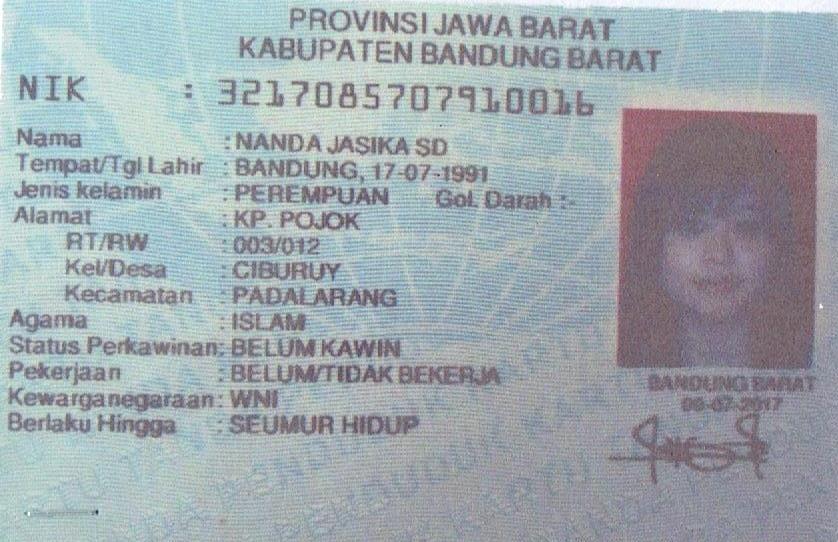 PROVINSI JAWA BARAT
KABUPATEN BANDUNG BARAT
NIK : 3217085707910016
Nama : NANDA JASIKA SD
Tempat/Tgl Lahir : BANDUNG, 17-07-1991
Jenis kelamin : PEREMPUAN Gol. Darah :-
Alamat : KP. POJOK
RT/RW : 003/012
Kel/Desa : CIBURUY
Kecamatan : PADALARANG
Agama : ISLAM
Status Perkawinan: BELUM KAWIN
Pekerjaan : BELUM/TIDAK BEKERJA
Kewarganegaraan: WNI
Berlaku Hingga : SEUMUR HIDUP
BANDUNG BARAT
06-07-2017